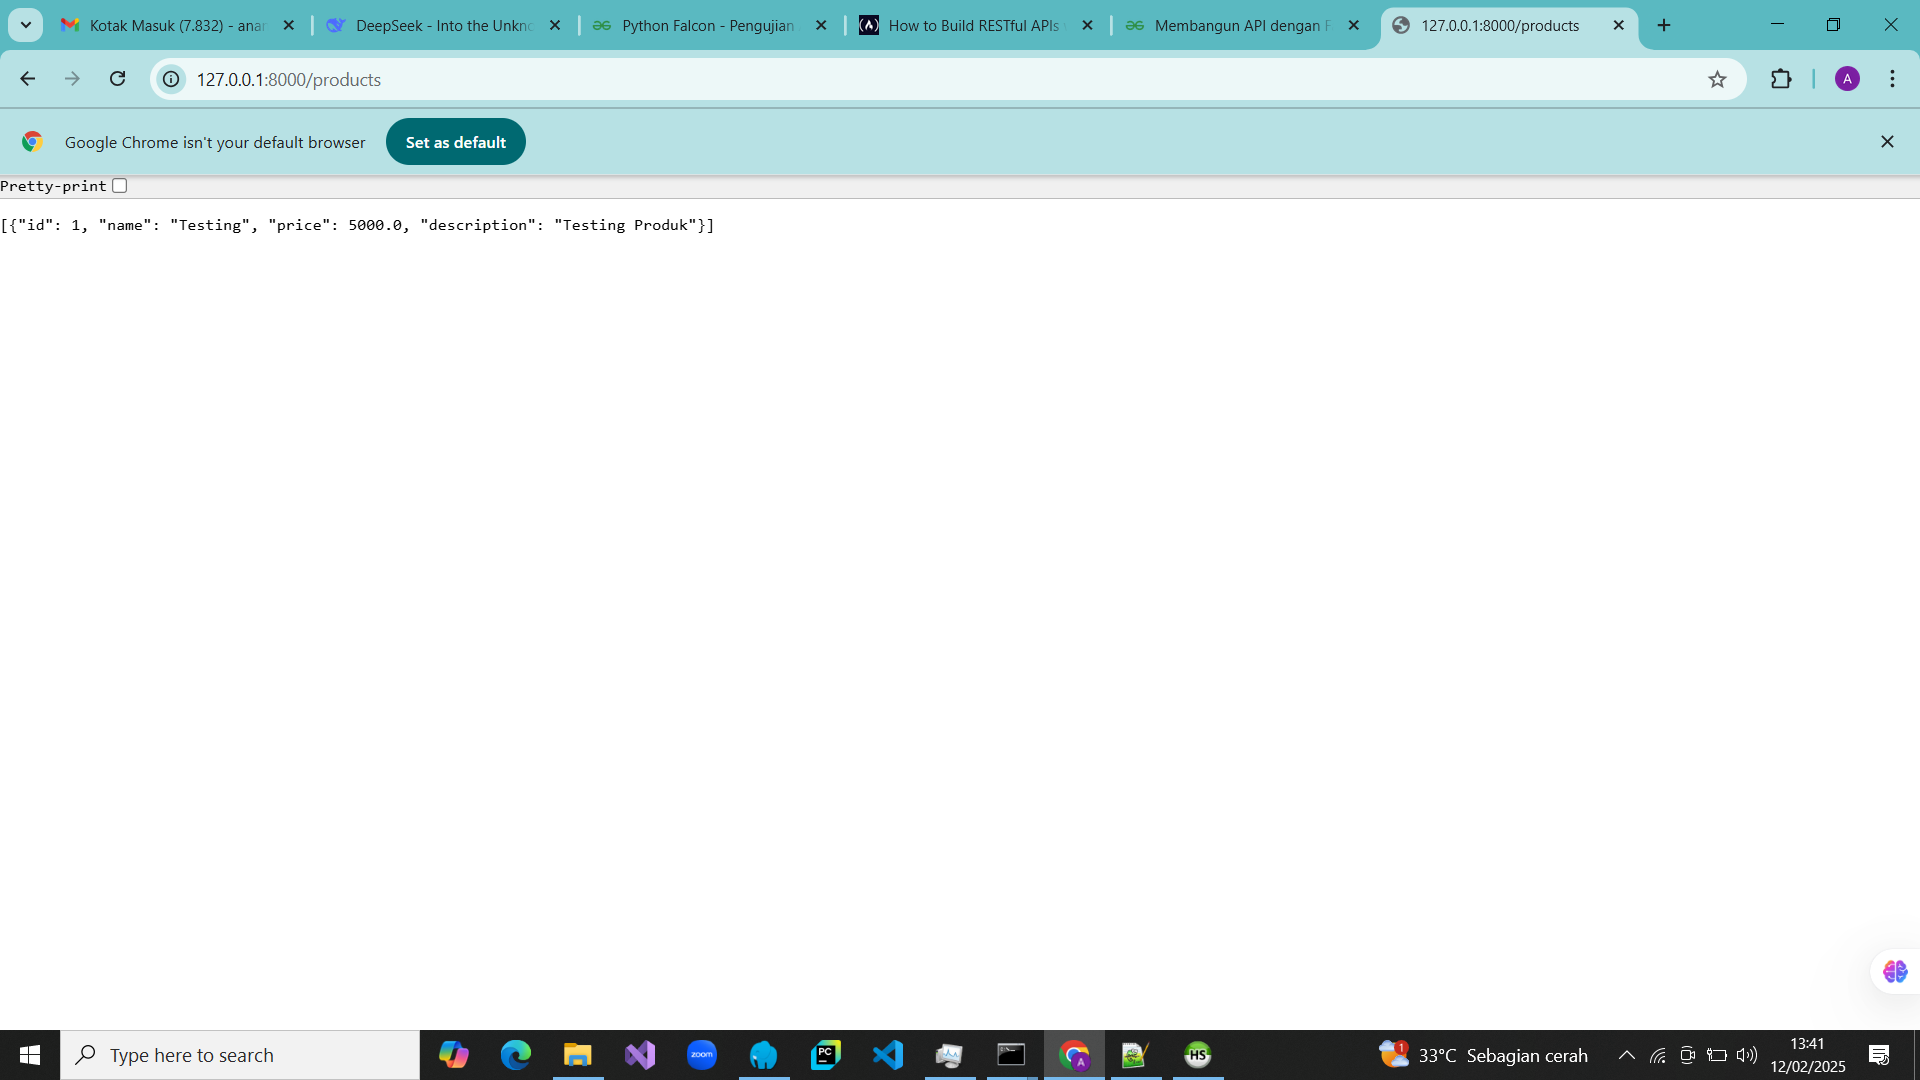 Kotak Masuk (7.832) - anan
DeepSeek - Into the Unkno
Python Falcon - Pengujian
How to Build RESTful APIs
Membangun API dengan F
127.0.0.1:8000/products
127.0.0.1:8000/products
A
Google Chrome isn't your default browser
Set as default
Pretty-print
[{"id": 1, "name": "Testing", "price": 5000.0, "description": "Testing Produk"}]
Type here to search
zoom
PC
A
HS
1
33°C Sebagian cerah
13:41
12/02/2025